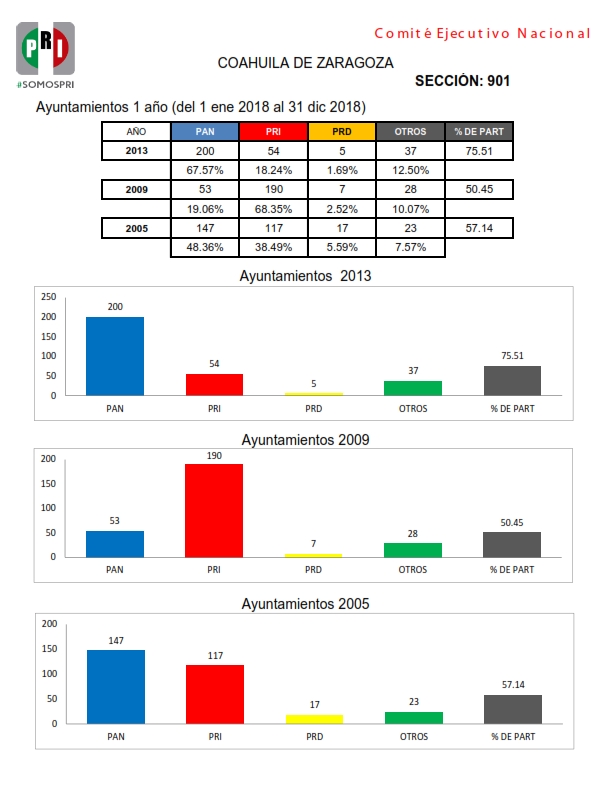 Comité Ejecutivo Nacional
PRI
#SOMOSPRI
COAHUILA DE ZARAGOZA
SECCIÓN: 901
Ayuntamientos 1 año (del 1 ene 2018 al 31 dic 2018)
AÑO PAN PRI PRD OTROS % DE PART
2013 200 54 5 37 75.51
67.57% 18.24% 1.69% 12.50%
2009 53 190 7 28 50.45
19.06% 68.35% 2.52% 10.07%
2005 147 117 17 23 57.14
48.36% 38.49% 5.59% 7.57%
Ayuntamientos 2013
250
200
150
100
50
0
200
54
5
37
75.51
PAN PRI PRD OTROS % DE PART
Ayuntamientos 2009
200
150
100
50
0
53
190
7
28
50.45
PAN PRI PRD OTROS % DE PART
Ayuntamientos 2005
200
150
100
50
0
147
117
17
23
57.14
PAN PRI PRD OTROS % DE PART